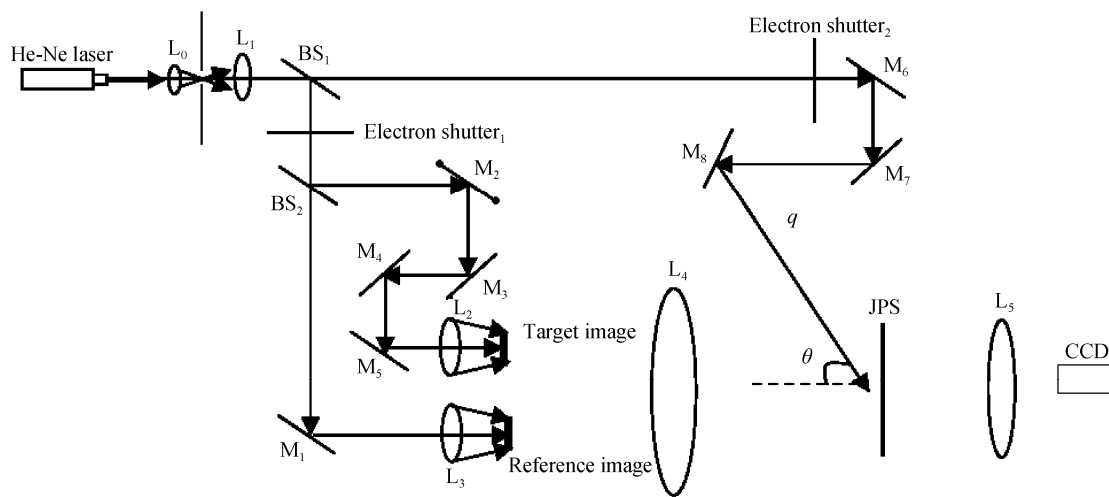 Electron shutter₂
He-Ne laser
L₀
L₁
BS₁
M₆
Electron shutter₁
M₈
M₇
M₂
BS₂
q
M₄
M₃
L₄
L₂
Target image
JPS
L₅
M₅
θ
CCD
M₁
L₃
Reference image